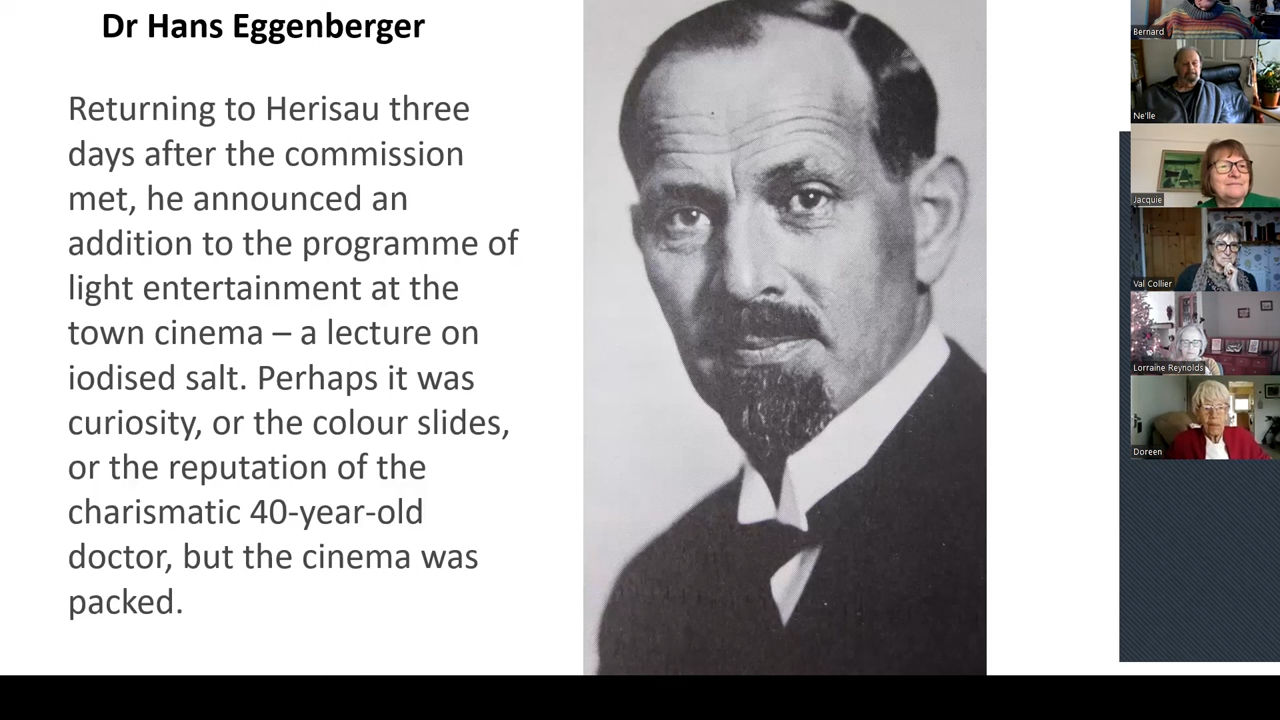 Dr Hans Eggenberger
Returning to Herisau three
days after the commission
met, he announced an
addition to the programme of
light entertainment at the
town cinema – a lecture on
iodised salt. Perhaps it was
curiosity, or the colour slides,
or the reputation of the
charismatic 40-year-old
doctor, but the cinema was
packed.
Bernard
Ne'lle
Jacquie
Val Collier
Lorraine Reynolds
Doreen